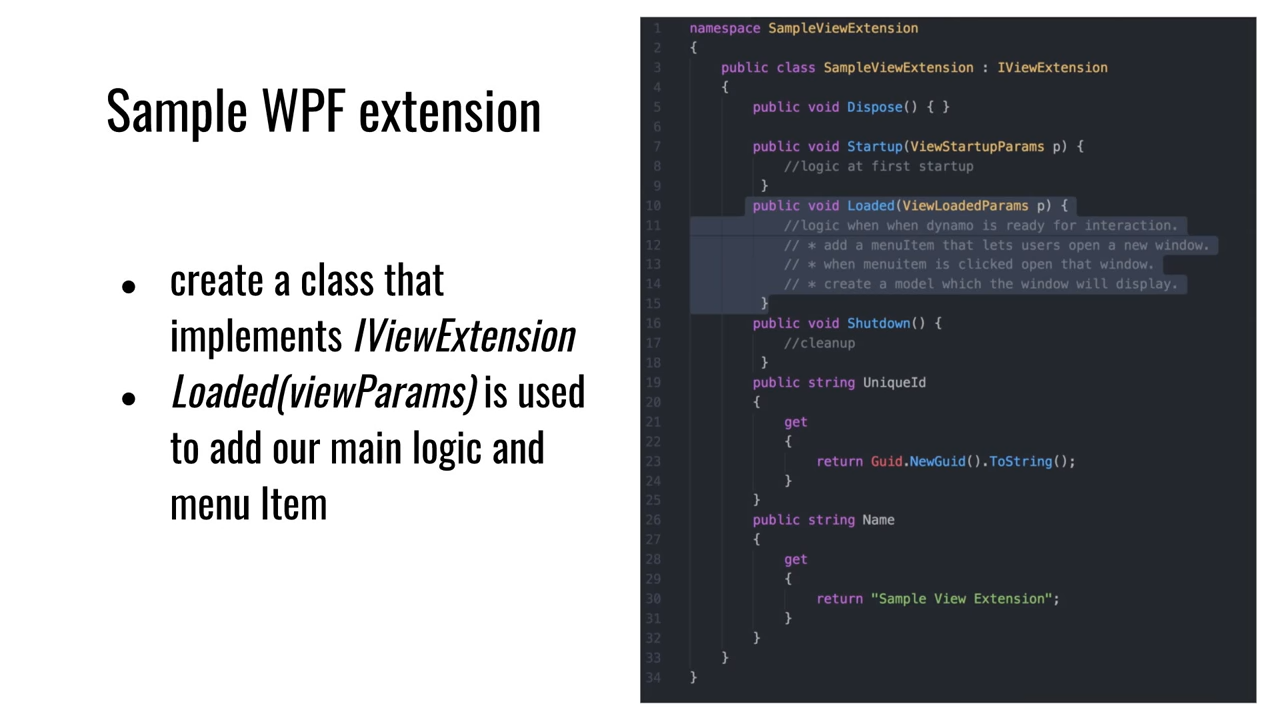 Sample WPF extension
● create a class that
implements IViewExtension
● Loaded(viewParams) is used
to add our main logic and
menu Item
1 namespace SampleViewExtension
2 {
3 public class SampleViewExtension : IViewExtension
4 {
5 public void Dispose() { }
6
7 public void Startup(ViewStartupParams p) {
8 //logic at first startup
9 }
10 public void Loaded(ViewLoadedParams p) {
11 //logic when when dynamo is ready for interaction.
12 // * add a menuItem that lets users open a new window.
13 // * when menuitem is clicked open that window.
14 // * create a model which the window will display.
15 }
16 public void Shutdown() {
17 //cleanup
18 }
19 public string UniqueId
20 {
21 get
22 {
23 return Guid.NewGuid().ToString();
24 }
25 }
26 public string Name
27 {
28 get
29 {
30 return "Sample View Extension";
31 }
32 }
33 }
34 }